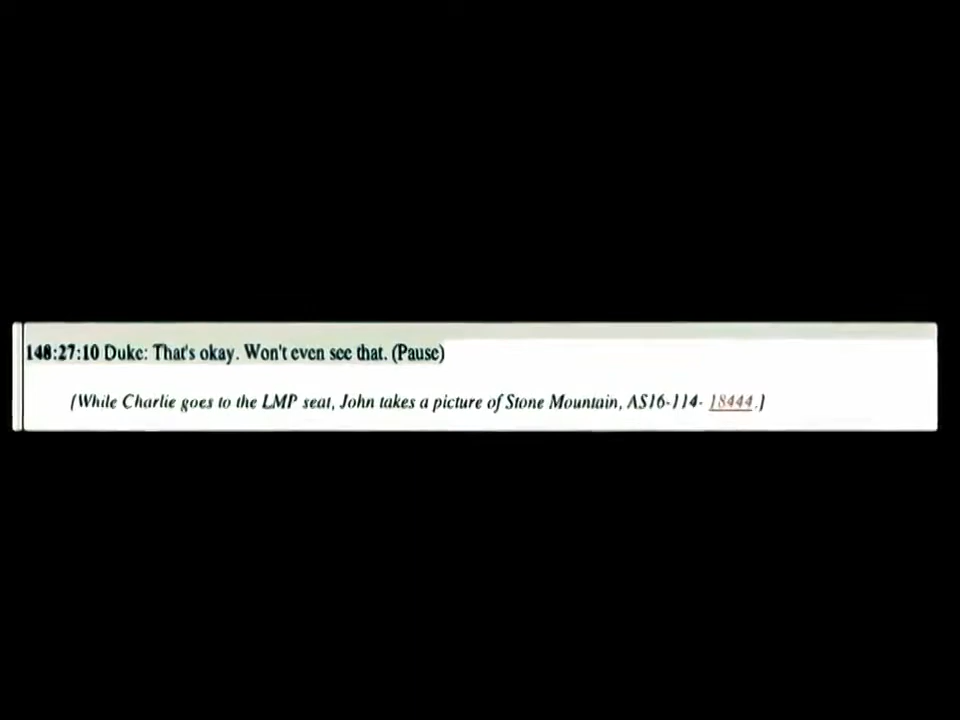 148:27:10 Duke: That's okay. Won't even see that. (Pause)
[While Charlie goes to the LMP seat, John takes a picture of Stone Mountain, AS16-114- 18444.]